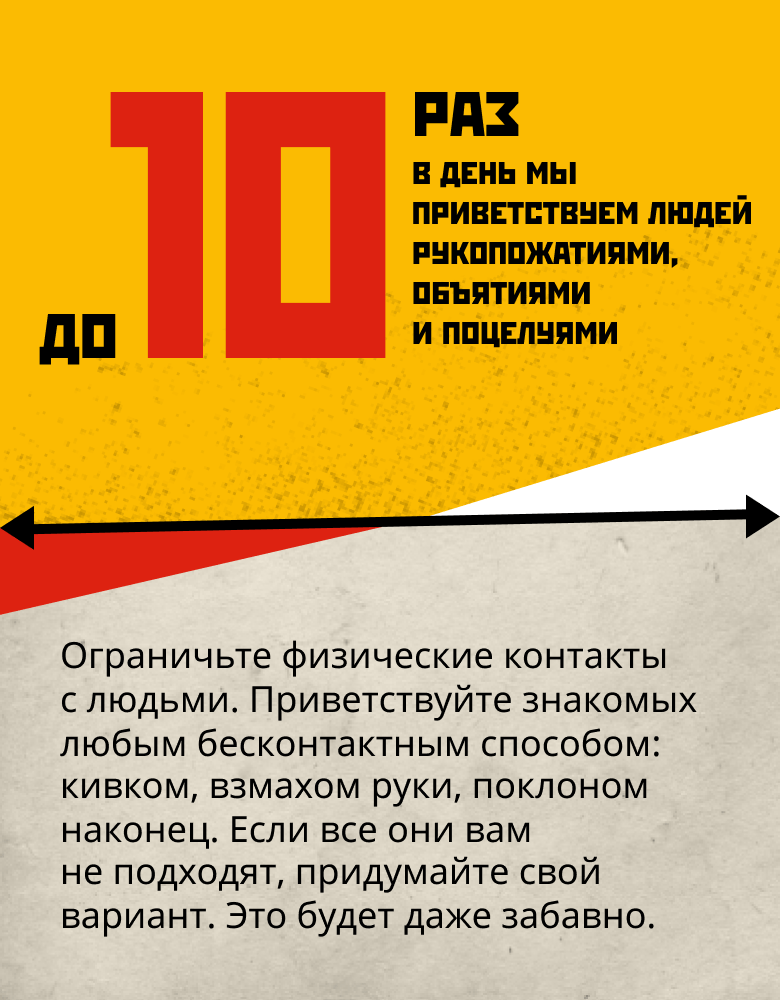 ДО 10 РАЗ
В ДЕНЬ МЫ
ПРИВЕТСТВУЕМ ЛЮДЕЙ
РУКОПОЖАТИЯМИ,
ОБЪЯТИЯМИ
И ПОЦЕЛУЯМИ
Ограничьте физические контакты
с людьми. Приветствуйте знакомых
любым бесконтактным способом:
кивком, взмахом руки, поклоном
наконец. Если все они вам
не подходят, придумайте свой
вариант. Это будет даже забавно.